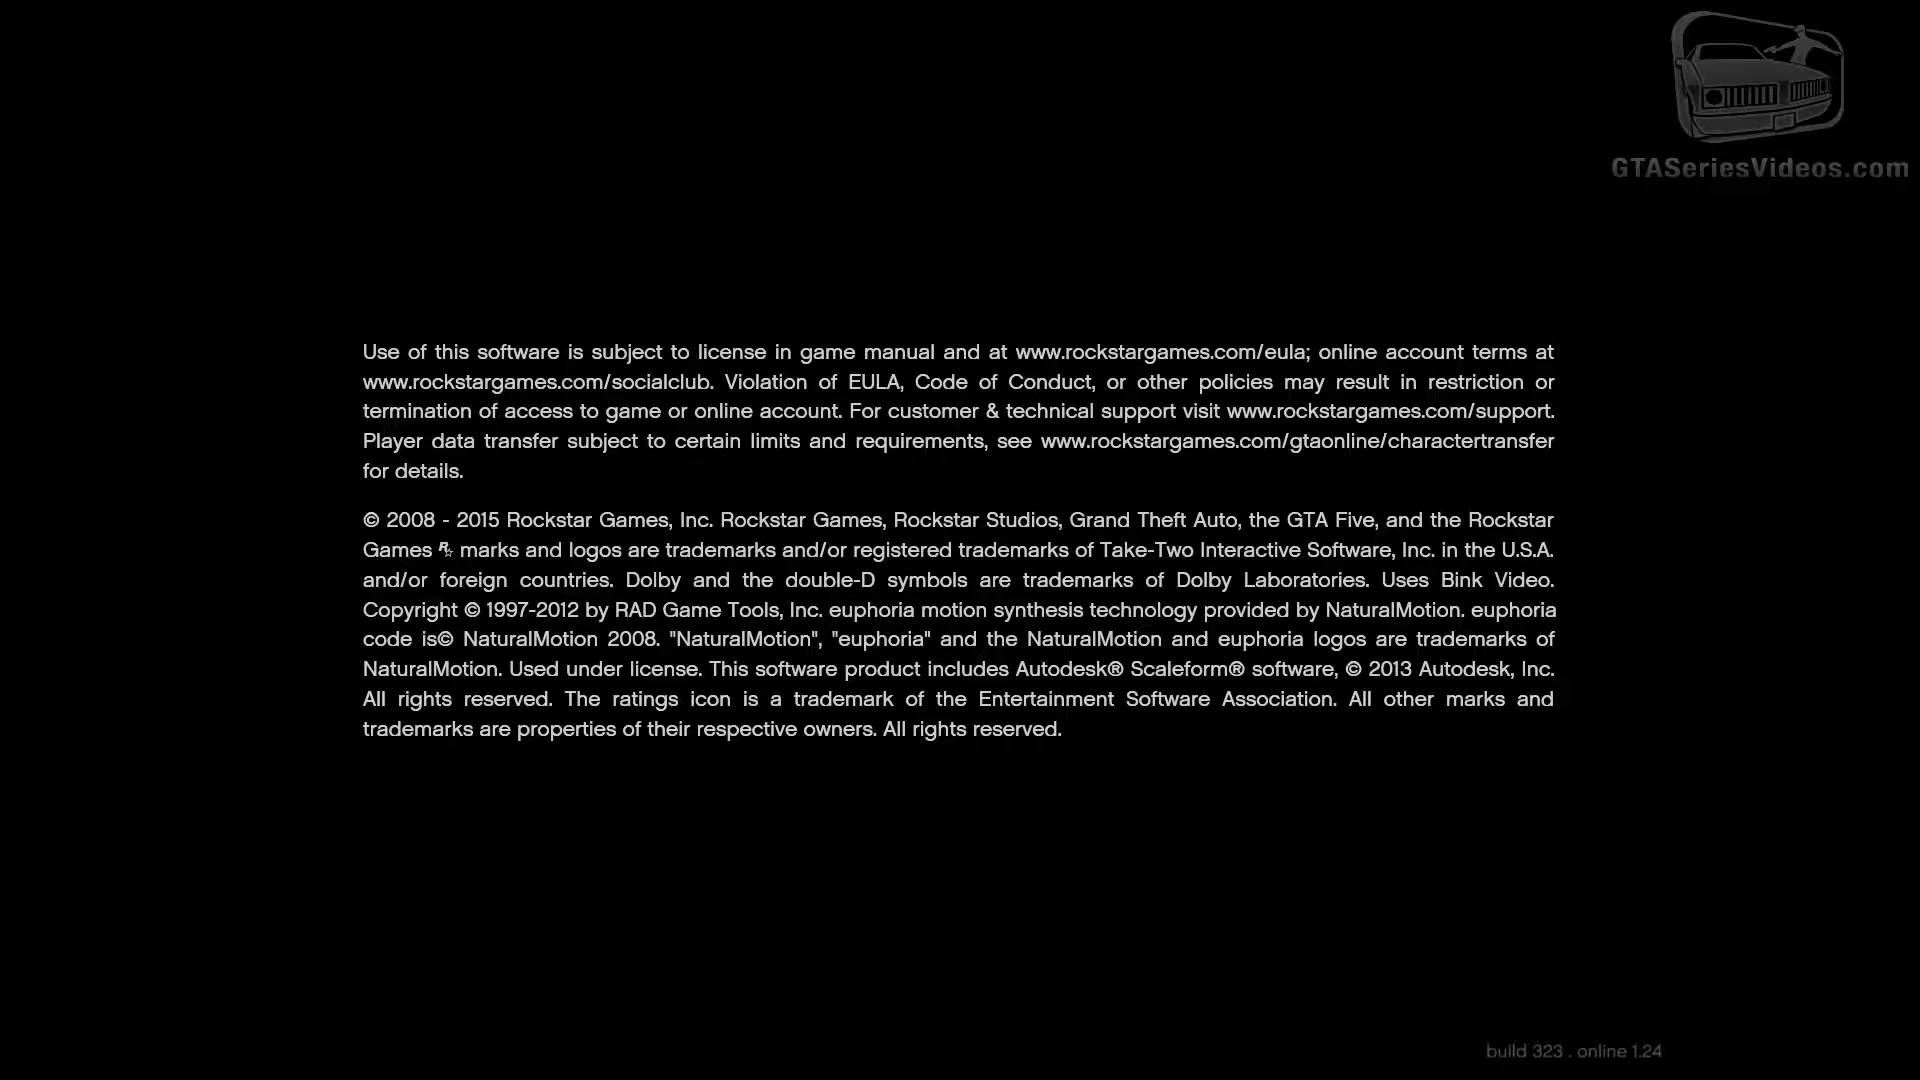 GTASeriesVideos.com
Use of this software is subject to license in game manual and at www.rockstargames.com/eula; online account terms at
www.rockstargames.com/socialclub. Violation of EULA, Code of Conduct, or other policies may result in restriction or
termination of access to game or online account. For customer & technical support visit www.rockstargames.com/support.
Player data transfer subject to certain limits and requirements, see www.rockstargames.com/gtaonline/charactertransfer
for details.
© 2008 - 2015 Rockstar Games, Inc. Rockstar Games, Rockstar Studios, Grand Theft Auto, the GTA Five, and the Rockstar
Games R* marks and logos are trademarks and/or registered trademarks of Take-Two Interactive Software, Inc. in the U.S.A.
and/or foreign countries. Dolby and the double-D symbols are trademarks of Dolby Laboratories. Uses Bink Video.
Copyright © 1997-2012 by RAD Game Tools, Inc. euphoria motion synthesis technology provided by NaturalMotion. euphoria
code is© NaturalMotion 2008. "NaturalMotion", "euphoria" and the NaturalMotion and euphoria logos are trademarks of
NaturalMotion. Used under license. This software product includes Autodesk® Scaleform® software, © 2013 Autodesk, Inc.
All rights reserved. The ratings icon is a trademark of the Entertainment Software Association. All other marks and
trademarks are properties of their respective owners. All rights reserved.
build 323 . online 1.24